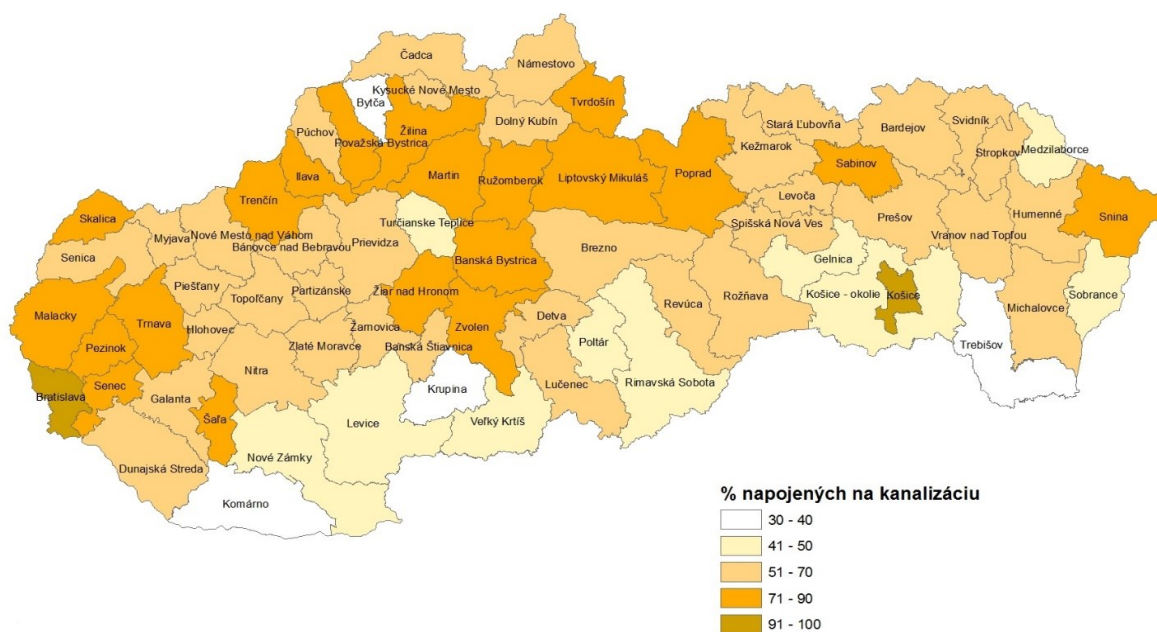 Čadca
Námestovo
Kysucké Nové Mesto
Bytča
Tvrdošín
Púchov
Žilina
Dolný Kubín
Považská Bystrica
Stará Ľubovňa
Bardejov
Svidník
Stropkov
Medzilaborce
Kežmarok
Ilava
Martin
Ružomberok
Liptovský Mikuláš
Poprad
Sabinov
Levoča
Trenčín
Skalica
Turčianske Teplice
Prešov
Humenné
Snina
Myjava
Nové Mesto nad Váhom
Bánovce nad Bebravou
Prievidza
Spišská Nová Ves
Vranov nad Topľou
Senica
Brezno
Banská Bystrica
Gelnica
Piešťany
Topoľčany
Partizánske
Žiar nad Hronom
Revúca
Rožňava
Košice - okolie
Košice
Sobrance
Michalovce
Malacky
Trnava
Hlohovec
Žarnovica
Zvolen
Detva
Pezinok
Zlaté Moravce
Banská Štiavnica
Poltár
Trebišov
Nitra
Senec
Bratislava
Galanta
Krupina
Lučenec
Rimavská Sobota
Šaľa
Levice
Veľký Krtíš
Nové Zámky
Dunajská Streda
Komárno
% napojených na kanalizáciu
30 - 40
41 - 50
51 - 70
71 - 90
91 - 100